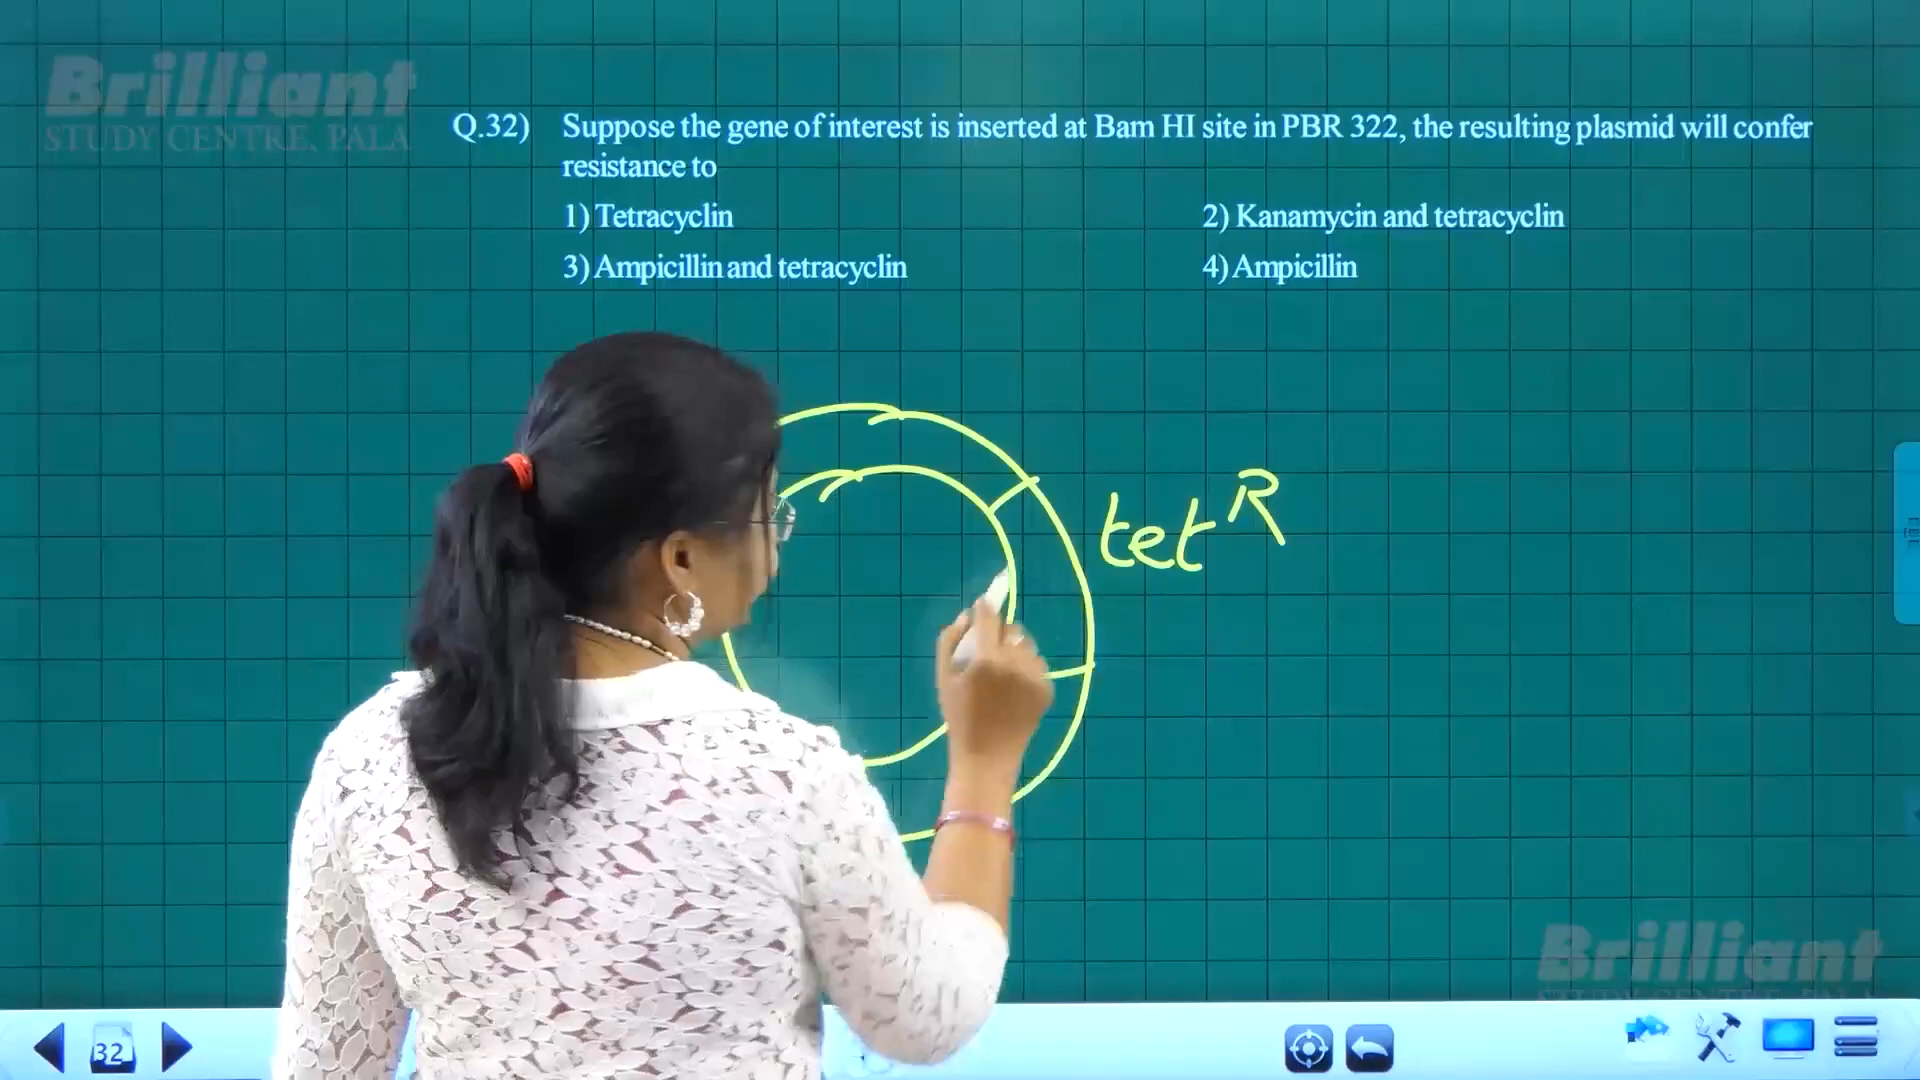 Brilliant
STUDY CENTRE, PALA
Q.32) Suppose the gene of interest is inserted at Bam HI site in PBR 322, the resulting plasmid will confer
resistance to
1) Tetracyclin
2) Kanamycin and tetracyclin
3) Ampicillin and tetracyclin
4) Ampicillin
tet R
Brilliant
32